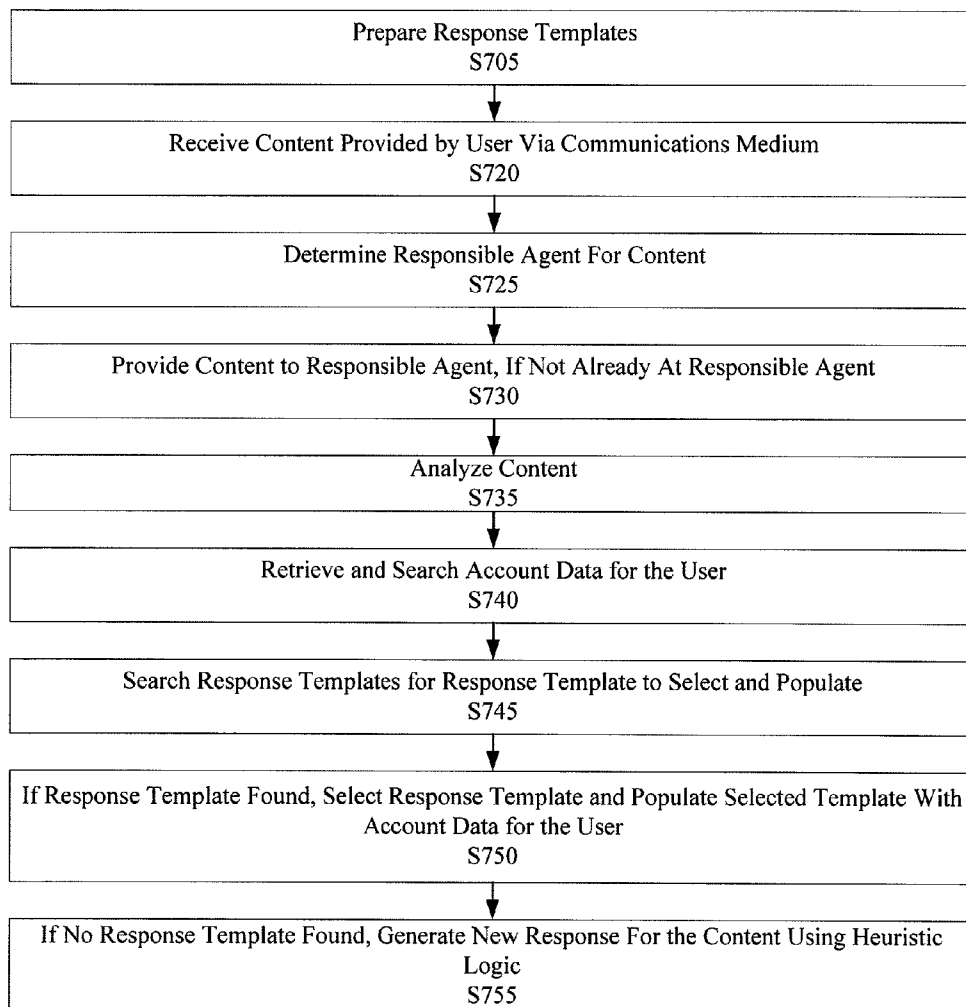 Prepare Response Templates
S705
Receive Content Provided by User Via Communications Medium
S720
Determine Responsible Agent For Content
S725
Provide Content to Responsible Agent, If Not Already At Responsible Agent
S730
Analyze Content
S735
Retrieve and Search Account Data for the User
S740
Search Response Templates for Response Template to Select and Populate
S745
If Response Template Found, Select Response Template and Populate Selected Template With
Account Data for the User
S750
If No Response Template Found, Generate New Response For the Content Using Heuristic
Logic
S755